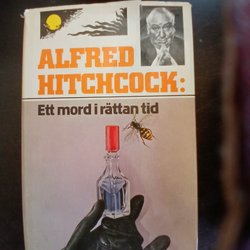 ALFRED
HITCHCOCK:
Ett mord i rättan tid